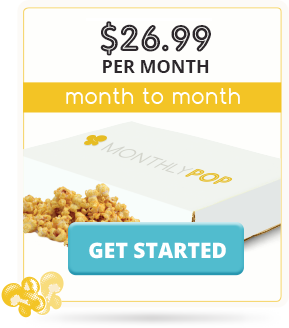 $26.99
PER MONTH
month to month
MONTHLYPOP
GET STARTED